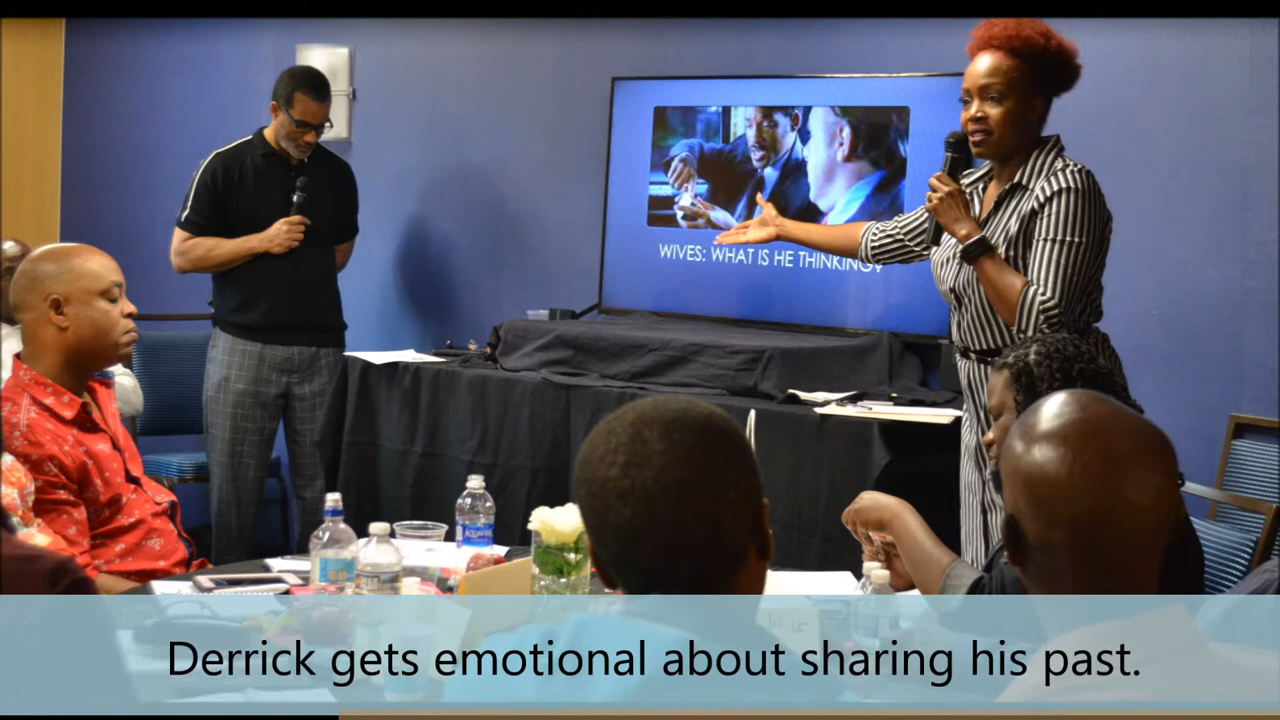 WIVES: WHAT IS HE THINKING?
Derrick gets emotional about sharing his past.